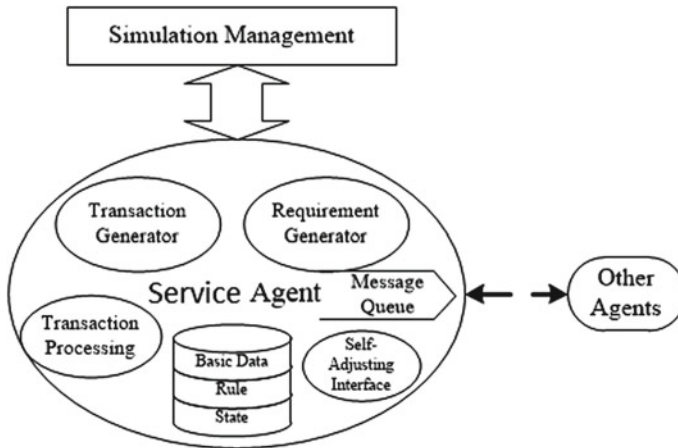 Simulation Management
Transaction
Generator
Requirement
Generator
Service Agent
Message
Queue
Other
Agents
Transaction
Processing
Basic Data
Rule
State
Self-
Adjusting
Interface